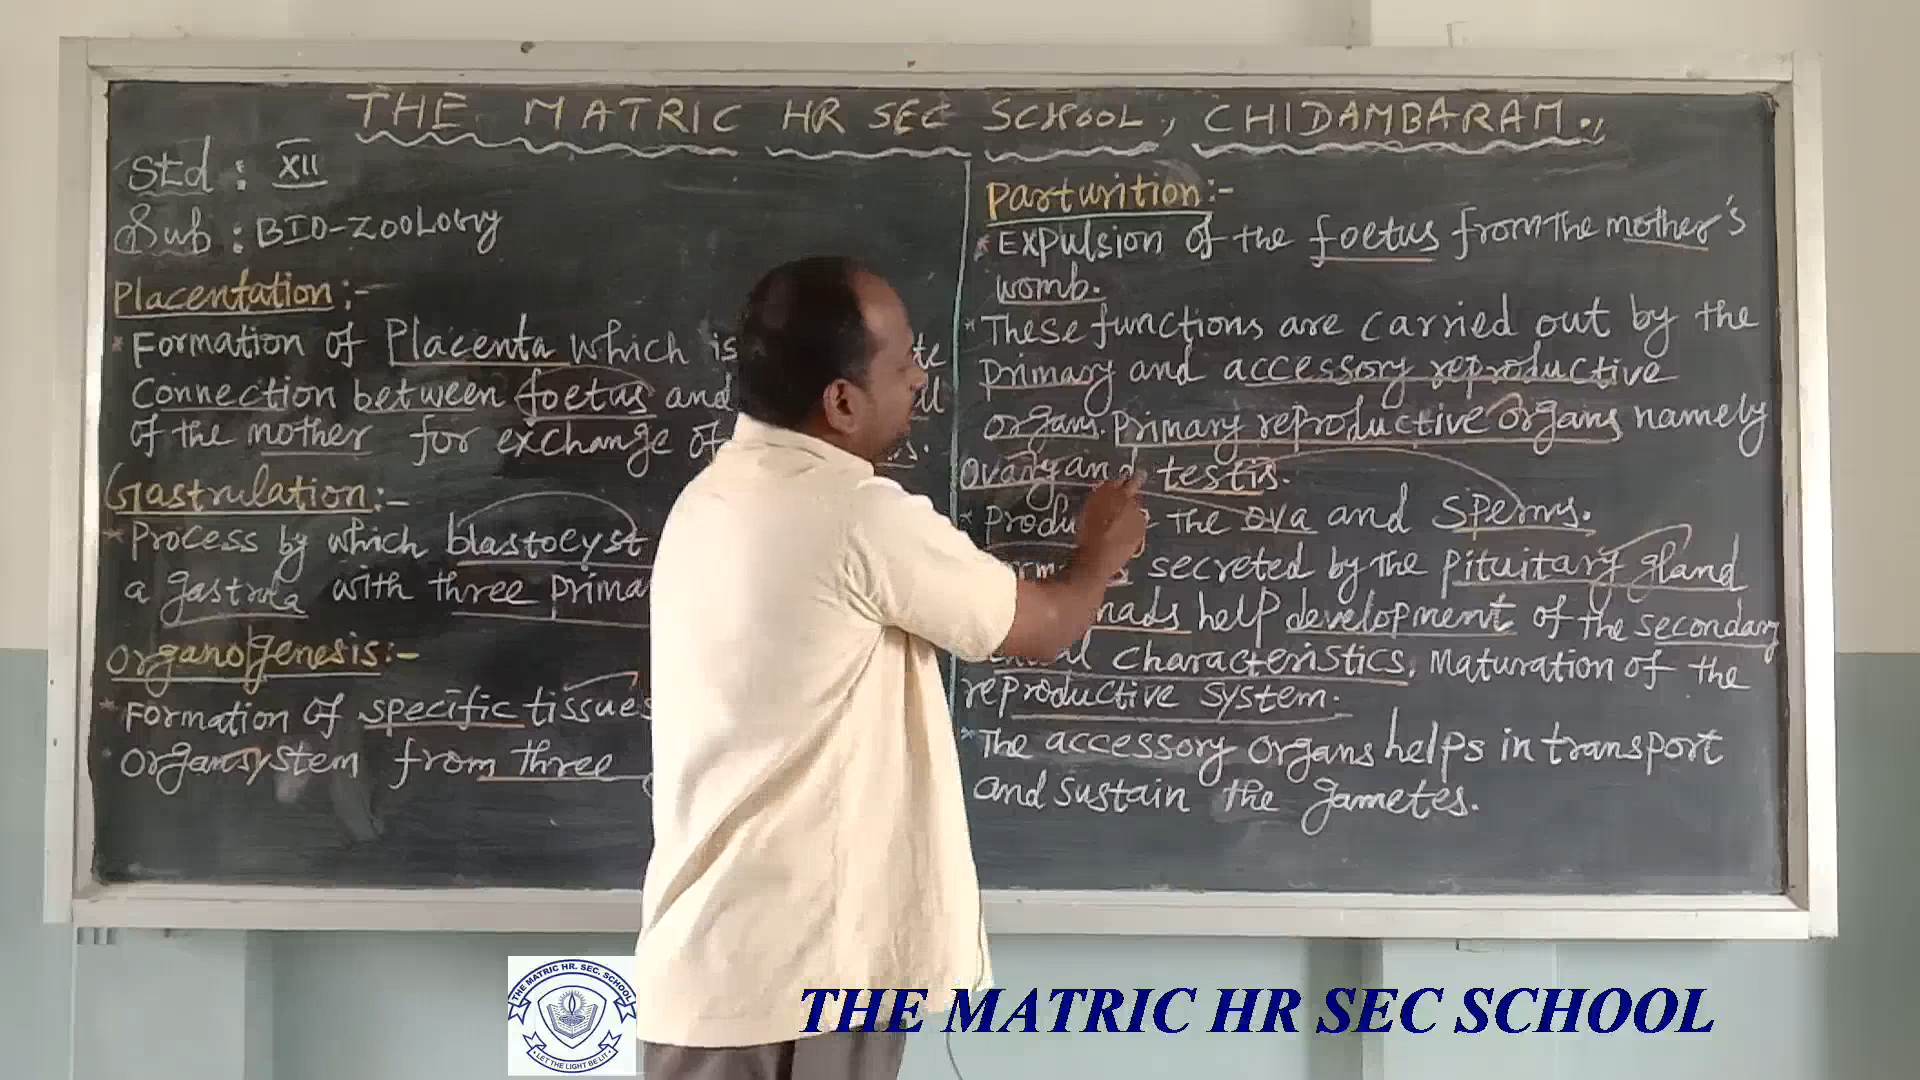 THE MATRIC HR SEC SCHOOL, CHIDAMBARAM.,
Std : XII
Sub : BIO-ZOOLOGY
Placentation:-
* Formation of Placenta which is
Connection between foetus and
of the mother for exchange of
Gastrulation:-
* Process by which blastocyst
a gastrula with three
Organogenesis:-
* Formation of specific tissues
organsystem from three
Parturition:-
* Expulsion of the foetus from the mother's
womb.
* These functions are carried out by the
primary and accessory reproductive
organs. Primary reproductive organs namely
Ovary and testis.
* the ova and sperms.
secreted by the pituitary gland
help development of the secondary
characteristics, Maturation of the
reproductive system.
* The accessory organs helps in transport
and sustain the gametes.
THE MATRIC HR. SEC. SCHOOL
LET THE LIGHT BE LIT
THE MATRIC HR SEC SCHOOL